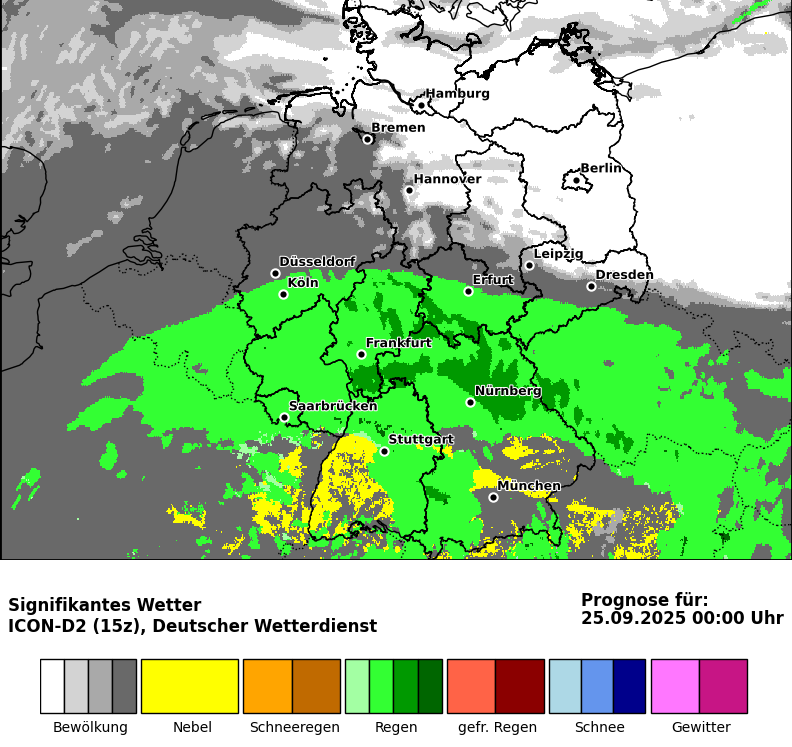 Hamburg
Bremen
Berlin
Hannover
Leipzig
Düsseldorf
Dresden
Köln
Erfurt
Frankfurt
Nürnberg
Saarbrücken
Stuttgart
München
Signifikantes Wetter
ICON-D2 (15z), Deutscher Wetterdienst
Prognose für:
25.09.2025 00:00 Uhr
Bewölkung
Nebel
Schneeregen
Regen
gefr. Regen
Schnee
Gewitter